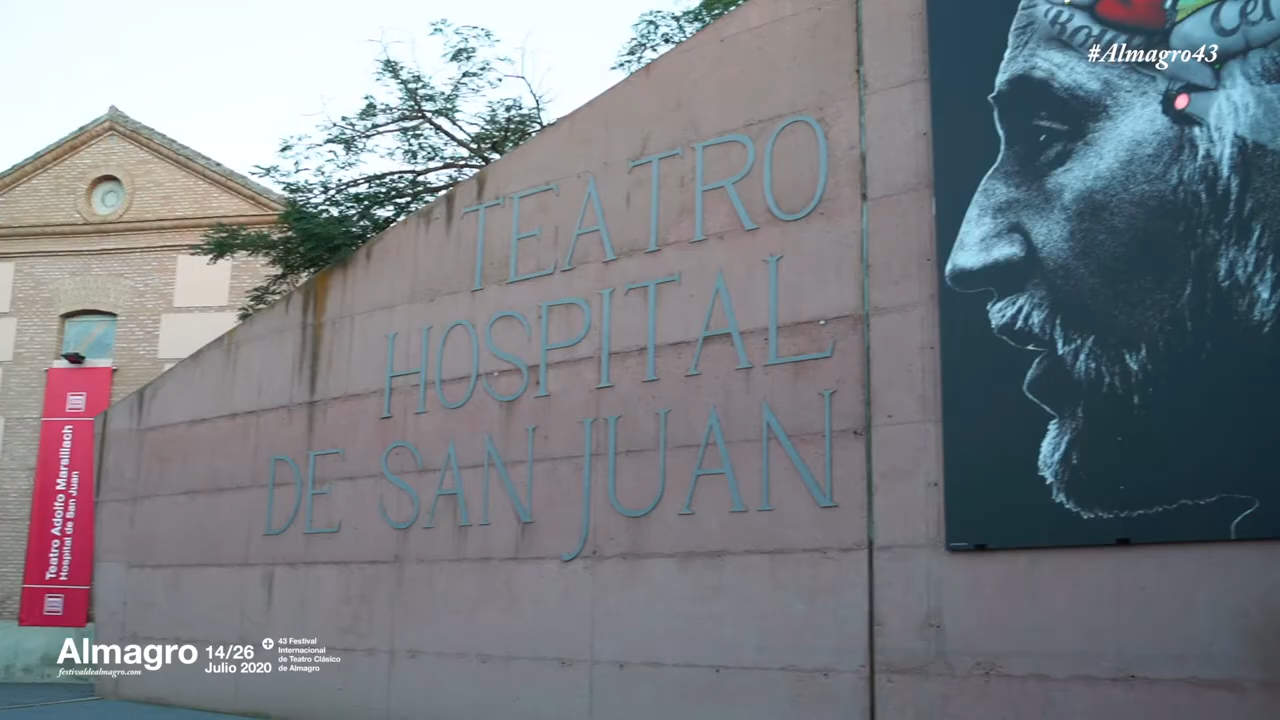 #Almagro43
TEATRO
HOSPITAL
DE SAN JUAN
Teatro Adolfo Marsillach
Hospital de San Juan
Almagro
festivaldealmagro.com
14/26
Julio 2020
43 Festival
Internacional
de Teatro Clásico
de Almagro